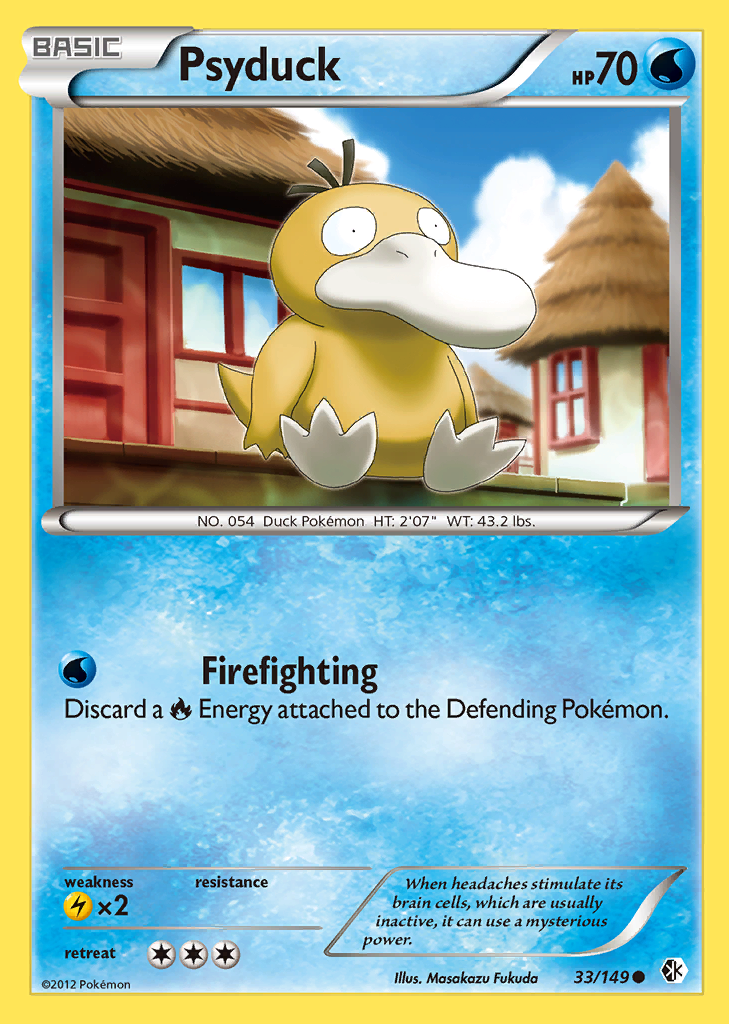 BASIC
Psyduck
HP70
NO. 054 Duck Pokémon HT: 2'07" WT: 43.2 lbs.
Firefighting
Discard a Energy attached to the Defending Pokémon.
weakness
resistance
×2
retreat
When headaches stimulate its
brain cells, which are usually
inactive, it can use a mysterious
power.
©2012 Pokémon
Illus. Masakazu Fukuda
33/149